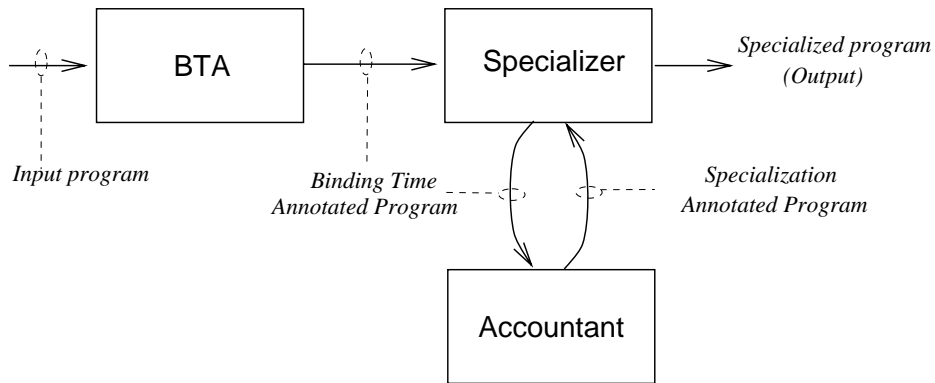 BTA
Specializer
Specialized program
(Output)
Input program
Binding Time
Annotated Program
Specialization
Annotated Program
Accountant